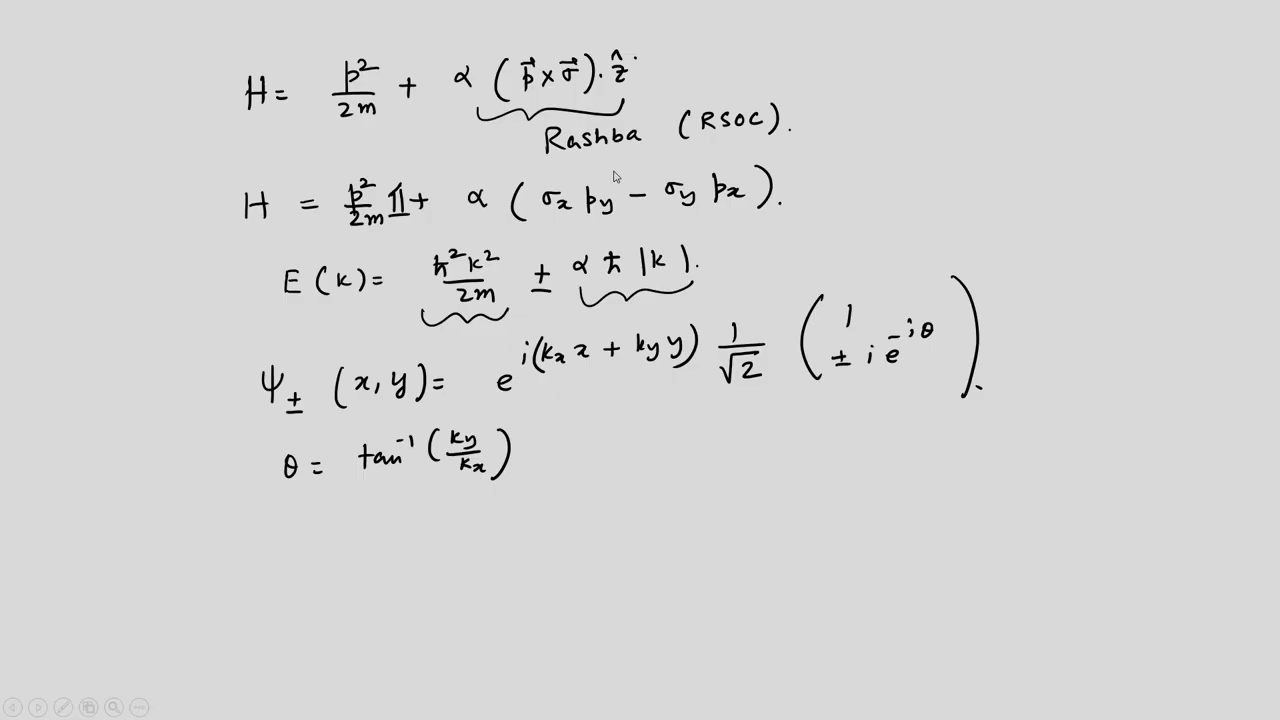 H = p²/2m + α (p⃗ × σ⃗) · ẑ.
Rashba (RSOC).
H = p²/2m 𝟙 + α (σx py − σy px).
E(k) = ħ²k²/2m ± α ħ |k|.
Ψ± (x, y) = e^{i(kx x + ky y)} 1/√2 ( 1 ; ± i e^{−iθ} ).
θ = tan⁻¹ (ky/kx)